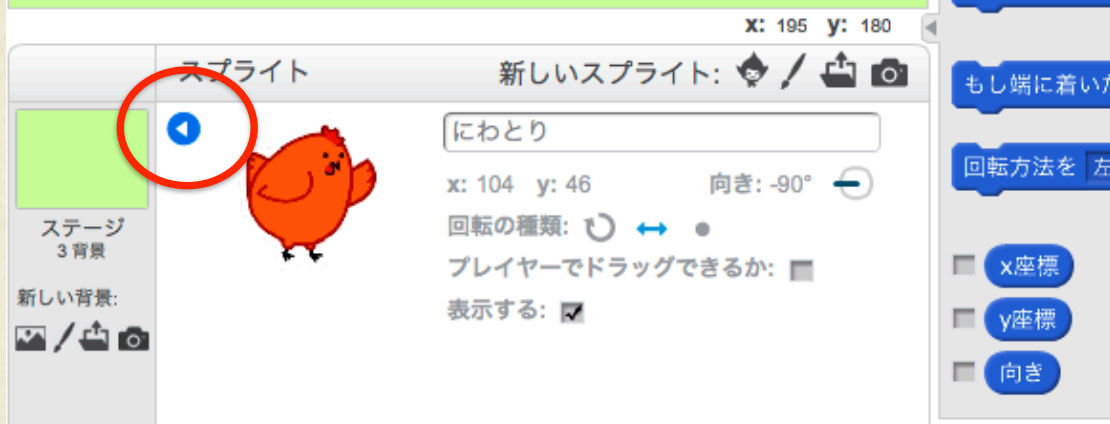 x: 195 y: 180
スプライト
新しいスプライト:
にわとり
x: 104 y: 46 向き: -90°
回転の種類:
プレイヤーでドラッグできるか:
表示する:
ステージ
3 背景
新しい背景:
もし端に着いた
回転方法を 左
x座標
y座標
向き